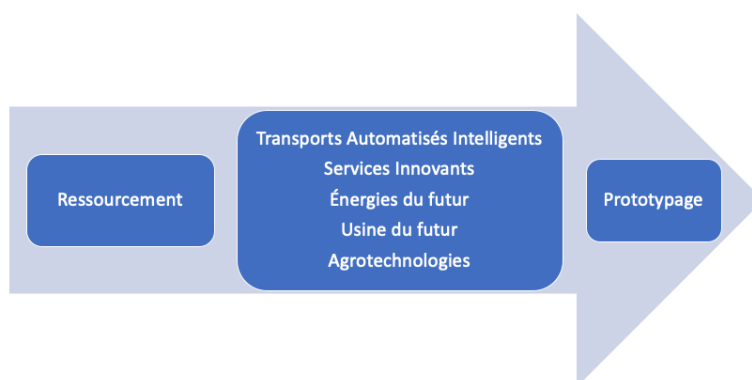 Ressourcement
Transports Automatisés Intelligents
Services Innovants
Énergies du futur
Usine du futur
Agrotechnologies
Prototypage